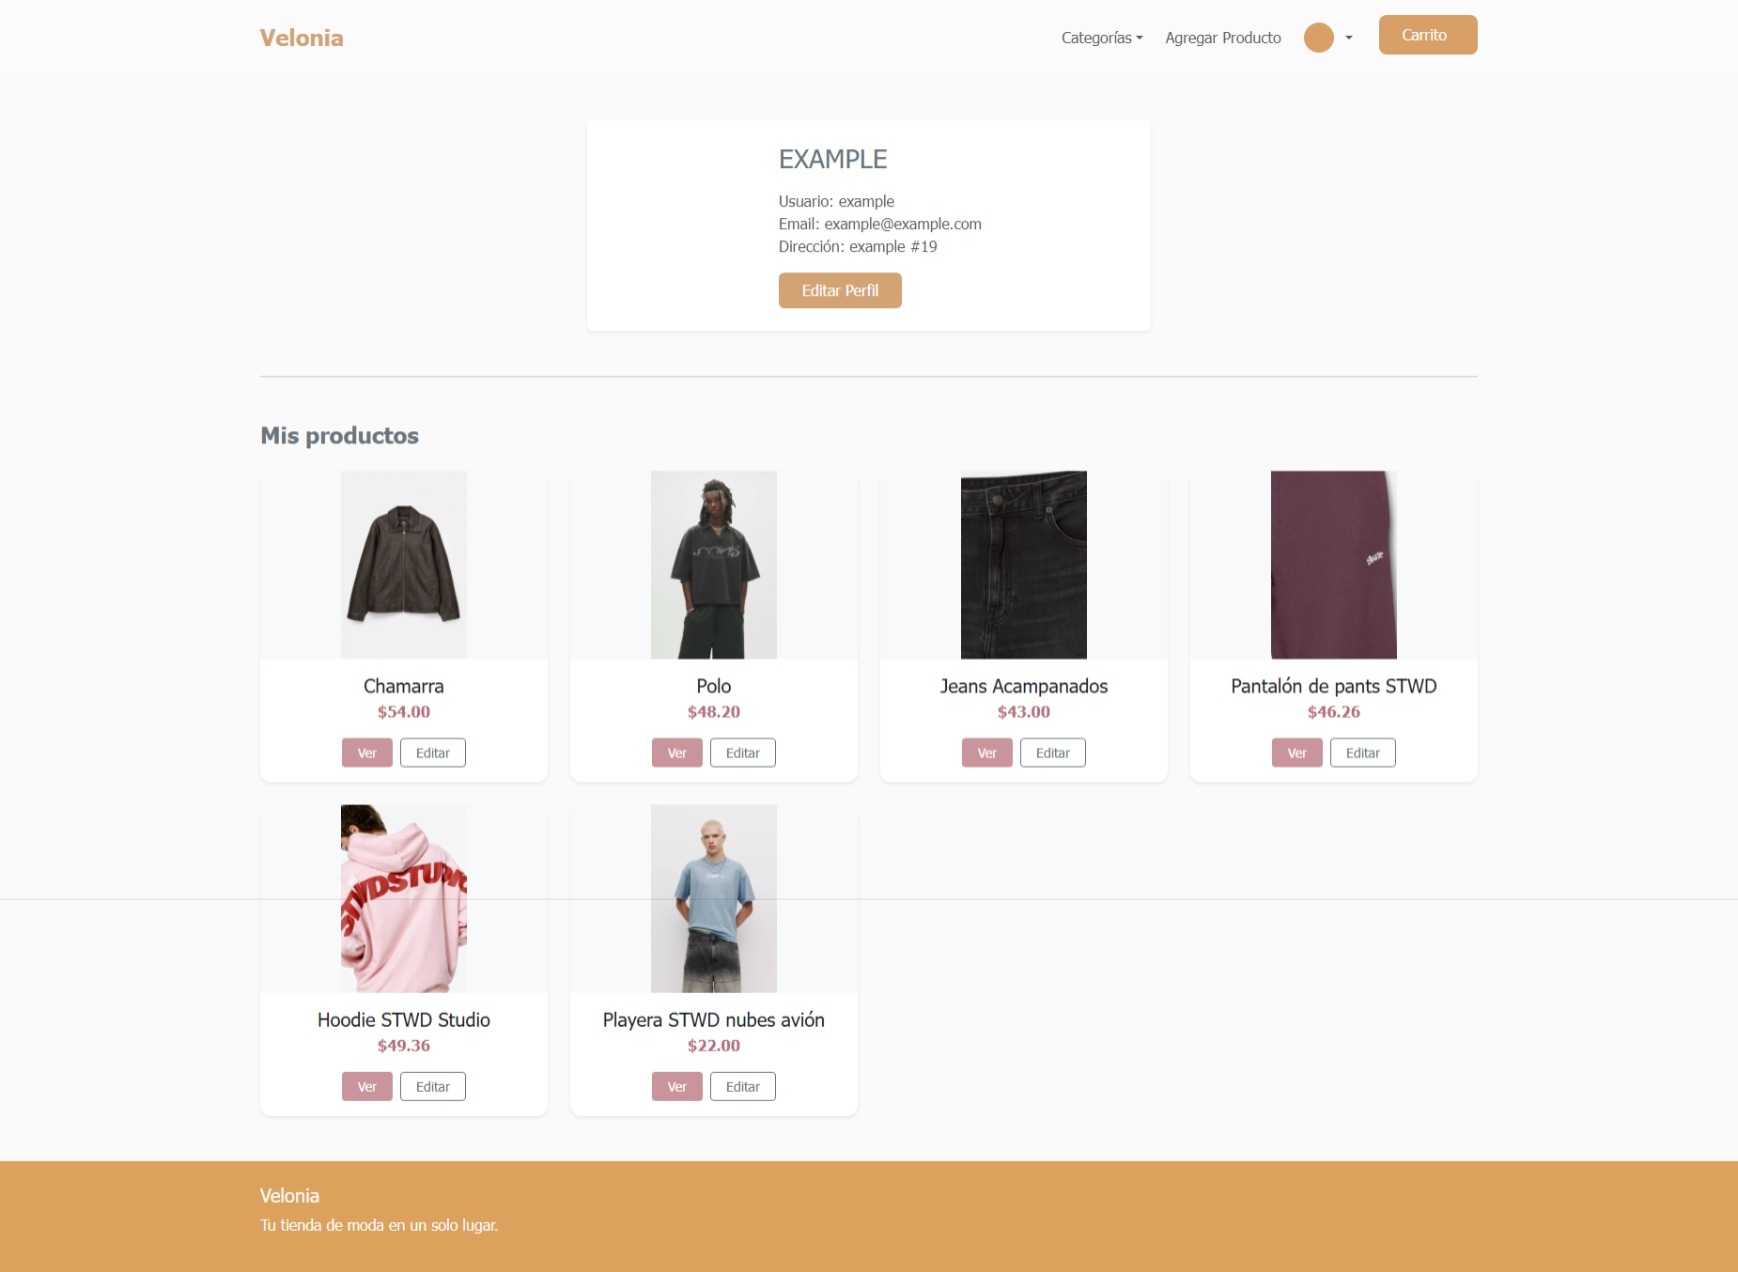 Velonia
Categorías
Agregar Producto
Carrito
EXAMPLE
Usuario: example
Email: example@example.com
Dirección: example #19
Editar Perfil
Mis productos
Chamarra
$54.00
Ver
Editar
Polo
$48.20
Ver
Editar
Jeans Acampanados
$43.00
Ver
Editar
Pantalón de pants STWD
$46.26
Ver
Editar
STWDSTUDIO
Hoodie STWD Studio
$49.36
Ver
Editar
Playera STWD nubes avión
$22.00
Ver
Editar
Velonia
Tu tienda de moda en un solo lugar.